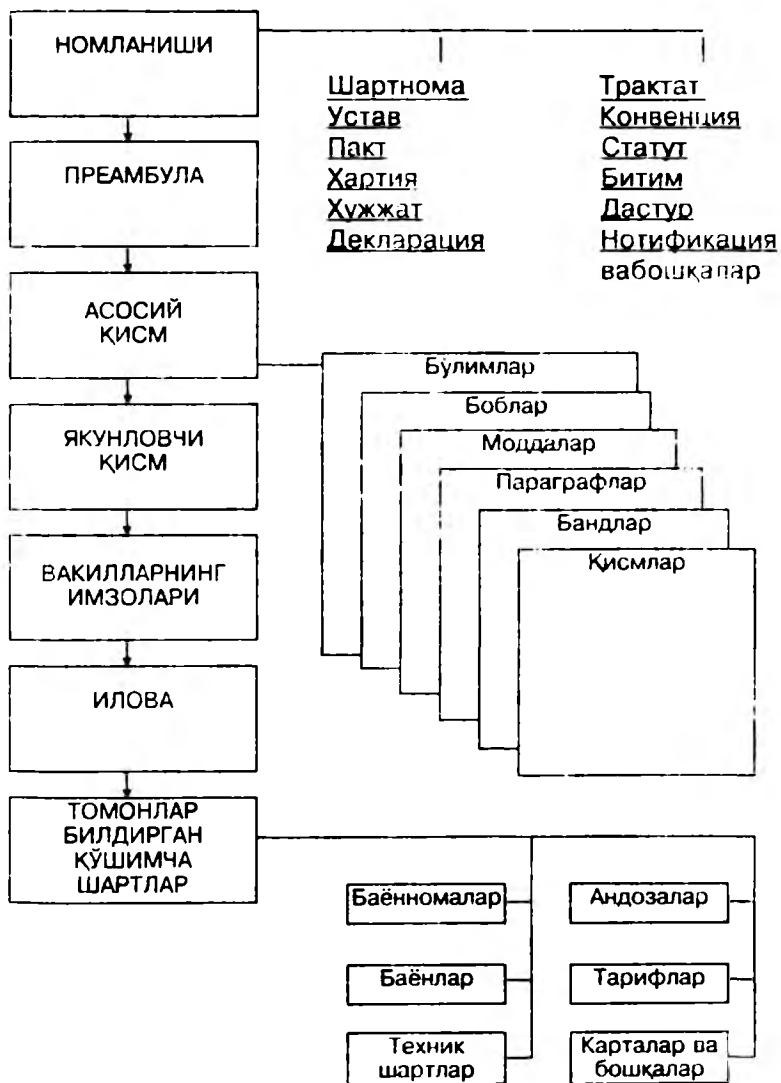 НОМЛАНИШИ
Шартнома
Устав
Пакт
Хартия
Хужжат
Декларация
Трактат
Конвенция
Статут
Битим
Дастур
Нотификация
вабошқалар
ПРЕАМБУЛА
АСОСИЙ
ҚИСМ
Бўлимлар
Боблар
Моддалар
Параграфлар
Бандлар
Қисмлар
ЯКУНЛОВЧИ
ҚИСМ
ВАКИЛЛАРНИНГ
ИМЗОЛАРИ
ИЛОВА
ТОМОНЛАР
БИЛДИРГАН
ҚЎШИМЧА
ШАРТЛАР
Баённомалар
Баёнлар
Техник
шартлар
Андозалар
Тарифлар
Карталар ва
бошқалар